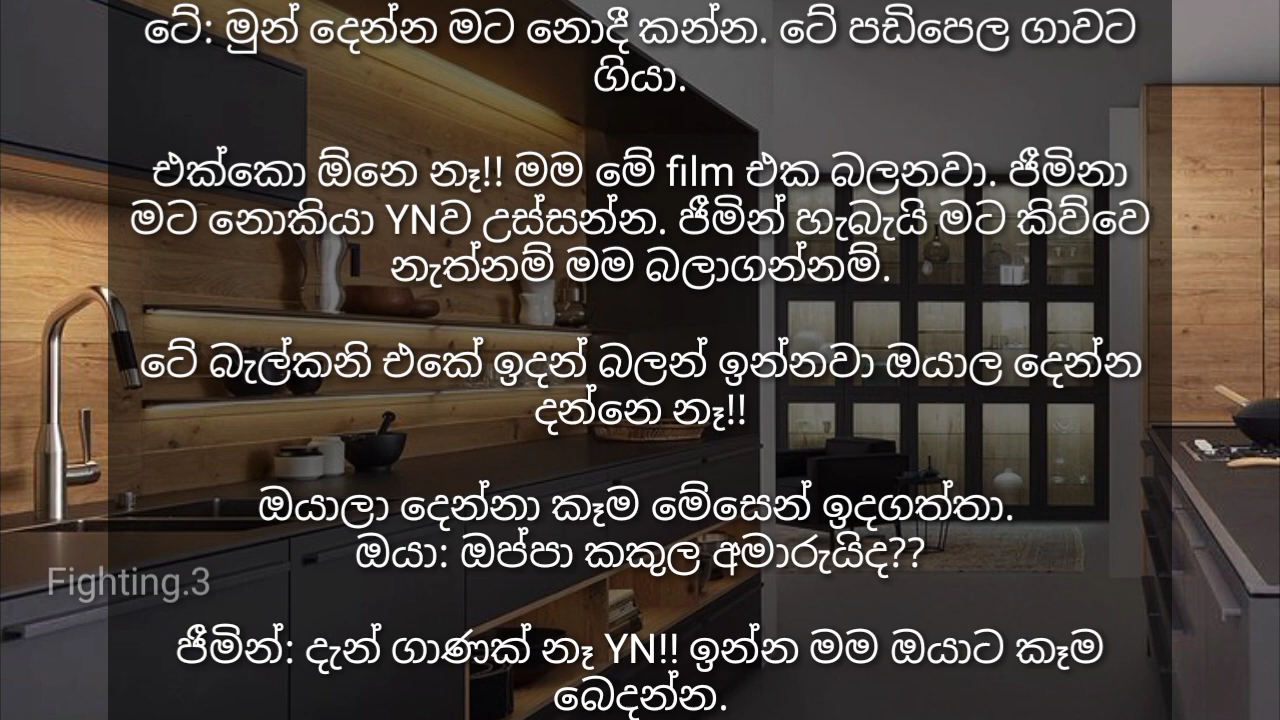 ටේ: මුන් දෙන්න මට නොදී කන්න. ටේ පඩිපෙල ගාවට
ගියා.
එක්කො ඕනෙ නෑ!! මම මේ film එක බලනවා. ජීමිනා
මට නොකියා YNව උස්සන්න. ජීමින් හැබැයි මට කිව්වෙ
නැත්නම් මම බලාගන්නම්.
ටේ බැල්කනි එකේ ඉදන් බලන් ඉන්නවා ඔයාල දෙන්න
දන්නෙ නෑ!!
ඔයාලා දෙන්නා කෑම මේසෙන් ඉදගත්තා.
ඔයා: ඔප්පා කකුල අමාරුයිද??
Fighting.3
ජීමින්: දැන් ගාණක් නෑ YN!! ඉන්න මම ඔයාට කෑම
බෙදන්න.